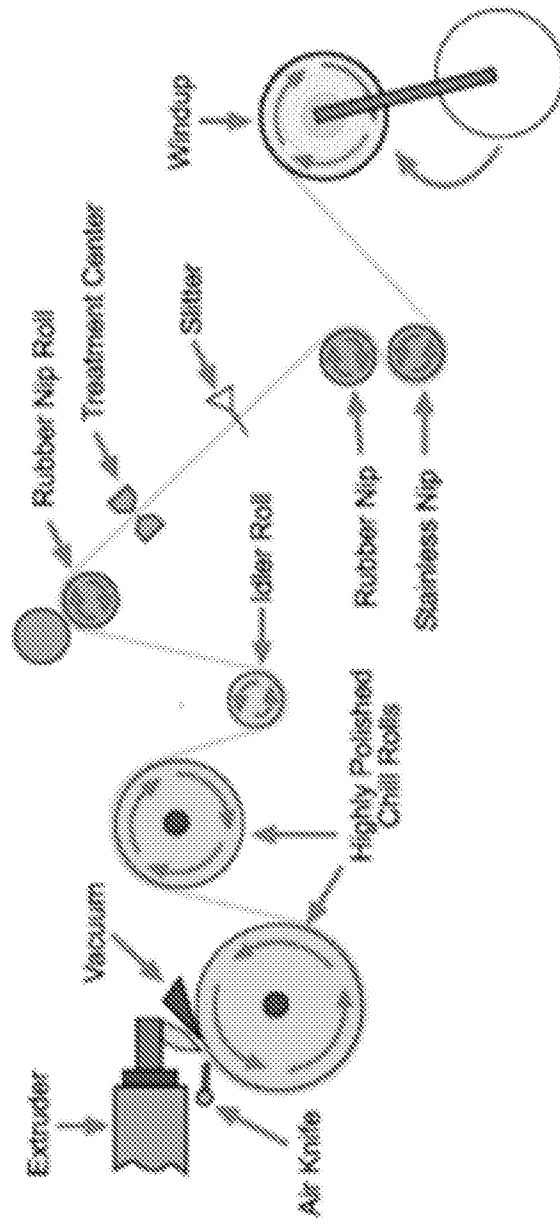 Extruder
Vacuum
Air Knife
Highly Polished
Chill Rolls
Idler Roll
Rubber Nip Roll
Treatment Center
Slitter
Rubber Nip
Stainless Nip
Windup